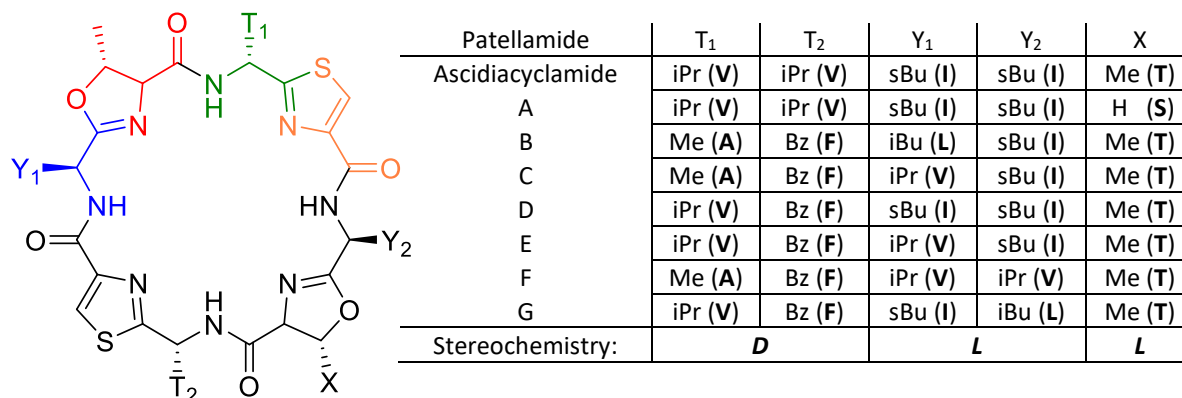 O
T₁
NH
S
O
N
N
Y₁
O
NH
HN
O
Y₂
N
N
S
H
N
O
O
T₂
X
Patellamide T₁ T₂ Y₁ Y₂ X
Ascidiacyclamide iPr (V) iPr (V) sBu (I) sBu (I) Me (T)
A iPr (V) iPr (V) sBu (I) sBu (I) H (S)
B Me (A) Bz (F) iBu (L) sBu (I) Me (T)
C Me (A) Bz (F) iPr (V) sBu (I) Me (T)
D iPr (V) Bz (F) sBu (I) sBu (I) Me (T)
E iPr (V) Bz (F) iPr (V) sBu (I) Me (T)
F Me (A) Bz (F) iPr (V) iPr (V) Me (T)
G iPr (V) Bz (F) sBu (I) iBu (L) Me (T)
Stereochemistry: D L L